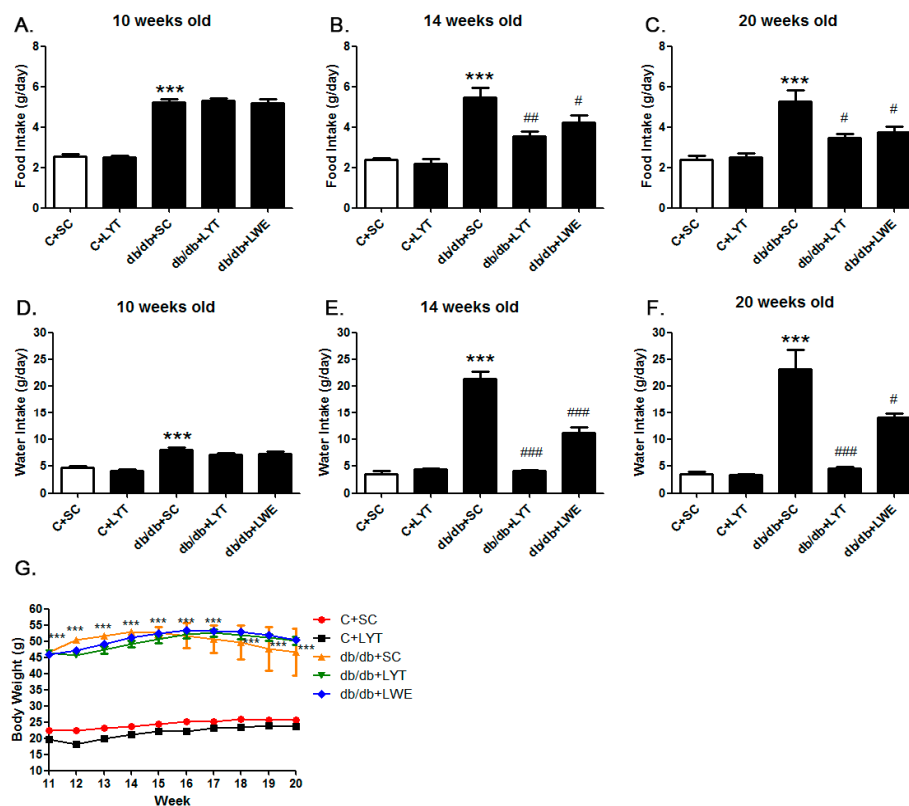 A. 10 weeks old
Food Intake (g/day)
8
6
4
2
0
***
C+SC
C+LYT
db/db+SC
db/db+LYT
db/db+LWE
B. 14 weeks old
Food Intake (g/day)
8
6
4
2
0
***
##
#
C+SC
C+LYT
db/db+SC
db/db+LYT
db/db+LWE
C. 20 weeks old
Food Intake (g/day)
8
6
4
2
0
***
#
#
C+SC
C+LYT
db/db+SC
db/db+LYT
db/db+LWE
D. 10 weeks old
Water Intake (g/day)
30
25
20
15
10
5
0
***
C+SC
C+LYT
db/db+SC
db/db+LYT
db/db+LWE
E. 14 weeks old
Water Intake (g/day)
30
25
20
15
10
5
0
***
###
###
C+SC
C+LYT
db/db+SC
db/db+LYT
db/db+LWE
F. 20 weeks old
Water Intake (g/day)
30
25
20
15
10
5
0
***
###
#
C+SC
C+LYT
db/db+SC
db/db+LYT
db/db+LWE
G.
Body Weight (g)
60
55
50
45
40
35
30
25
20
15
10
*** *** *** *** *** *** *** *** *** ***
11 12 13 14 15 16 17 18 19 20
Week
C+SC
C+LYT
db/db+SC
db/db+LYT
db/db+LWE